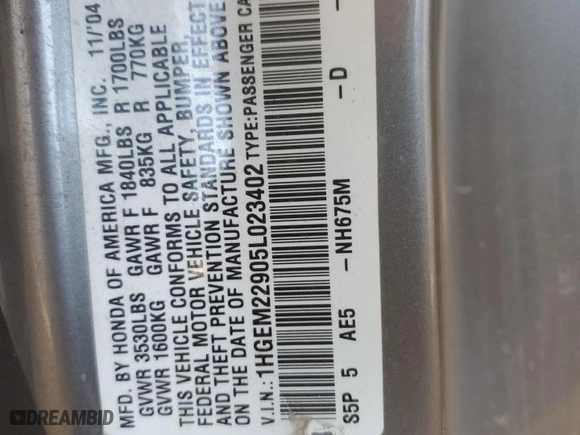 MFD. BY HONDA OF AMERICA MFG., INC. 11/'04
GVWR 3530LBS GAWR F 1840LBS R 1700LBS
GVWR 1600KG GAWR F 835KG R 770KG
THIS VEHICLE CONFORMS TO ALL APPLICABLE
FEDERAL MOTOR VEHICLE SAFETY, BUMPER,
AND THEFT PREVENTION STANDARDS IN EFFECT
ON THE DATE OF MANUFACTURE SHOWN ABOVE
V.I.N.:1HGEM22905L023402 TYPE:PASSENGER CA
S5P 5 AE5 -NH675M -D -
DREAMBID